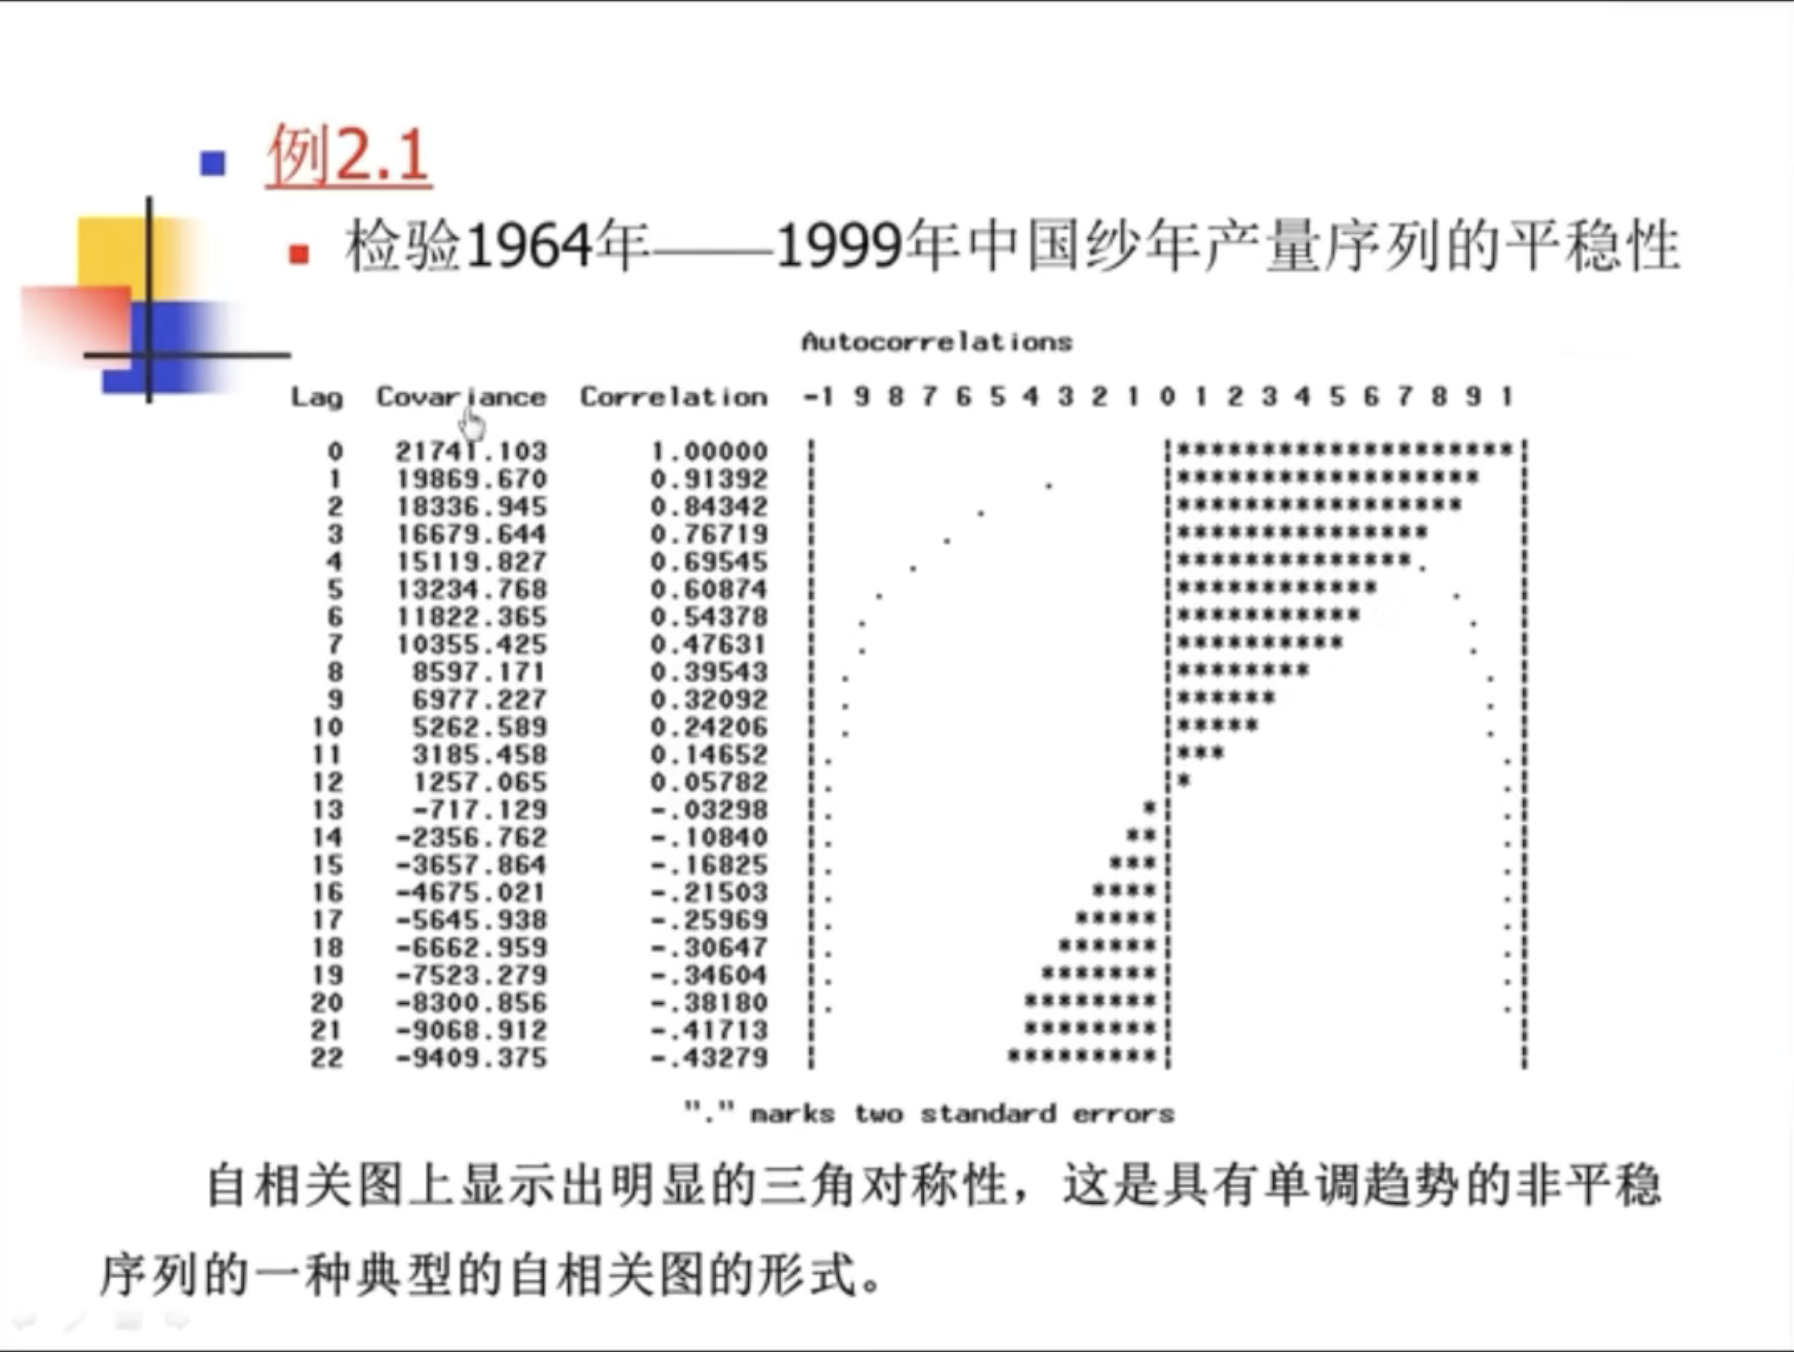 例2.1
检验1964年——1999年中国纱年产量序列的平稳性
Autocorrelations
Lag Covariance Correlation -1 9 8 7 6 5 4 3 2 1 0 1 2 3 4 5 6 7 8 9 1
0 21741.103 1.00000 | |********************|
1 19869.670 0.91392 | . |****************** |
2 18336.945 0.84342 | . |***************** |
3 16679.644 0.76719 | . |*************** |
4 15119.827 0.69545 | . |**************. |
5 13234.768 0.60874 | . |************ . |
6 11822.365 0.54378 | . |*********** . |
7 10355.425 0.47631 | . |********** . |
8 8597.171 0.39543 | . |******** . |
9 6977.227 0.32092 | . |****** . |
10 5262.589 0.24206 | . |***** . |
11 3185.458 0.14652 |. |*** .|
12 1257.065 0.05782 |. |* .|
13 -717.129 -.03298 |. *| .|
14 -2356.762 -.10840 |. **| .|
15 -3657.864 -.16825 |. ***| .|
16 -4675.021 -.21503 |. ****| .|
17 -5645.938 -.25969 |. *****| .|
18 -6662.959 -.30647 |. ******| .|
19 -7523.279 -.34604 |. *******| .|
20 -8300.856 -.38180 |. ********| .|
21 -9068.912 -.41713 | ********| |
22 -9409.375 -.43279 | *********| |
"." marks two standard errors
自相关图上显示出明显的三角对称性，这是具有单调趋势的非平稳
序列的一种典型的自相关图的形式。